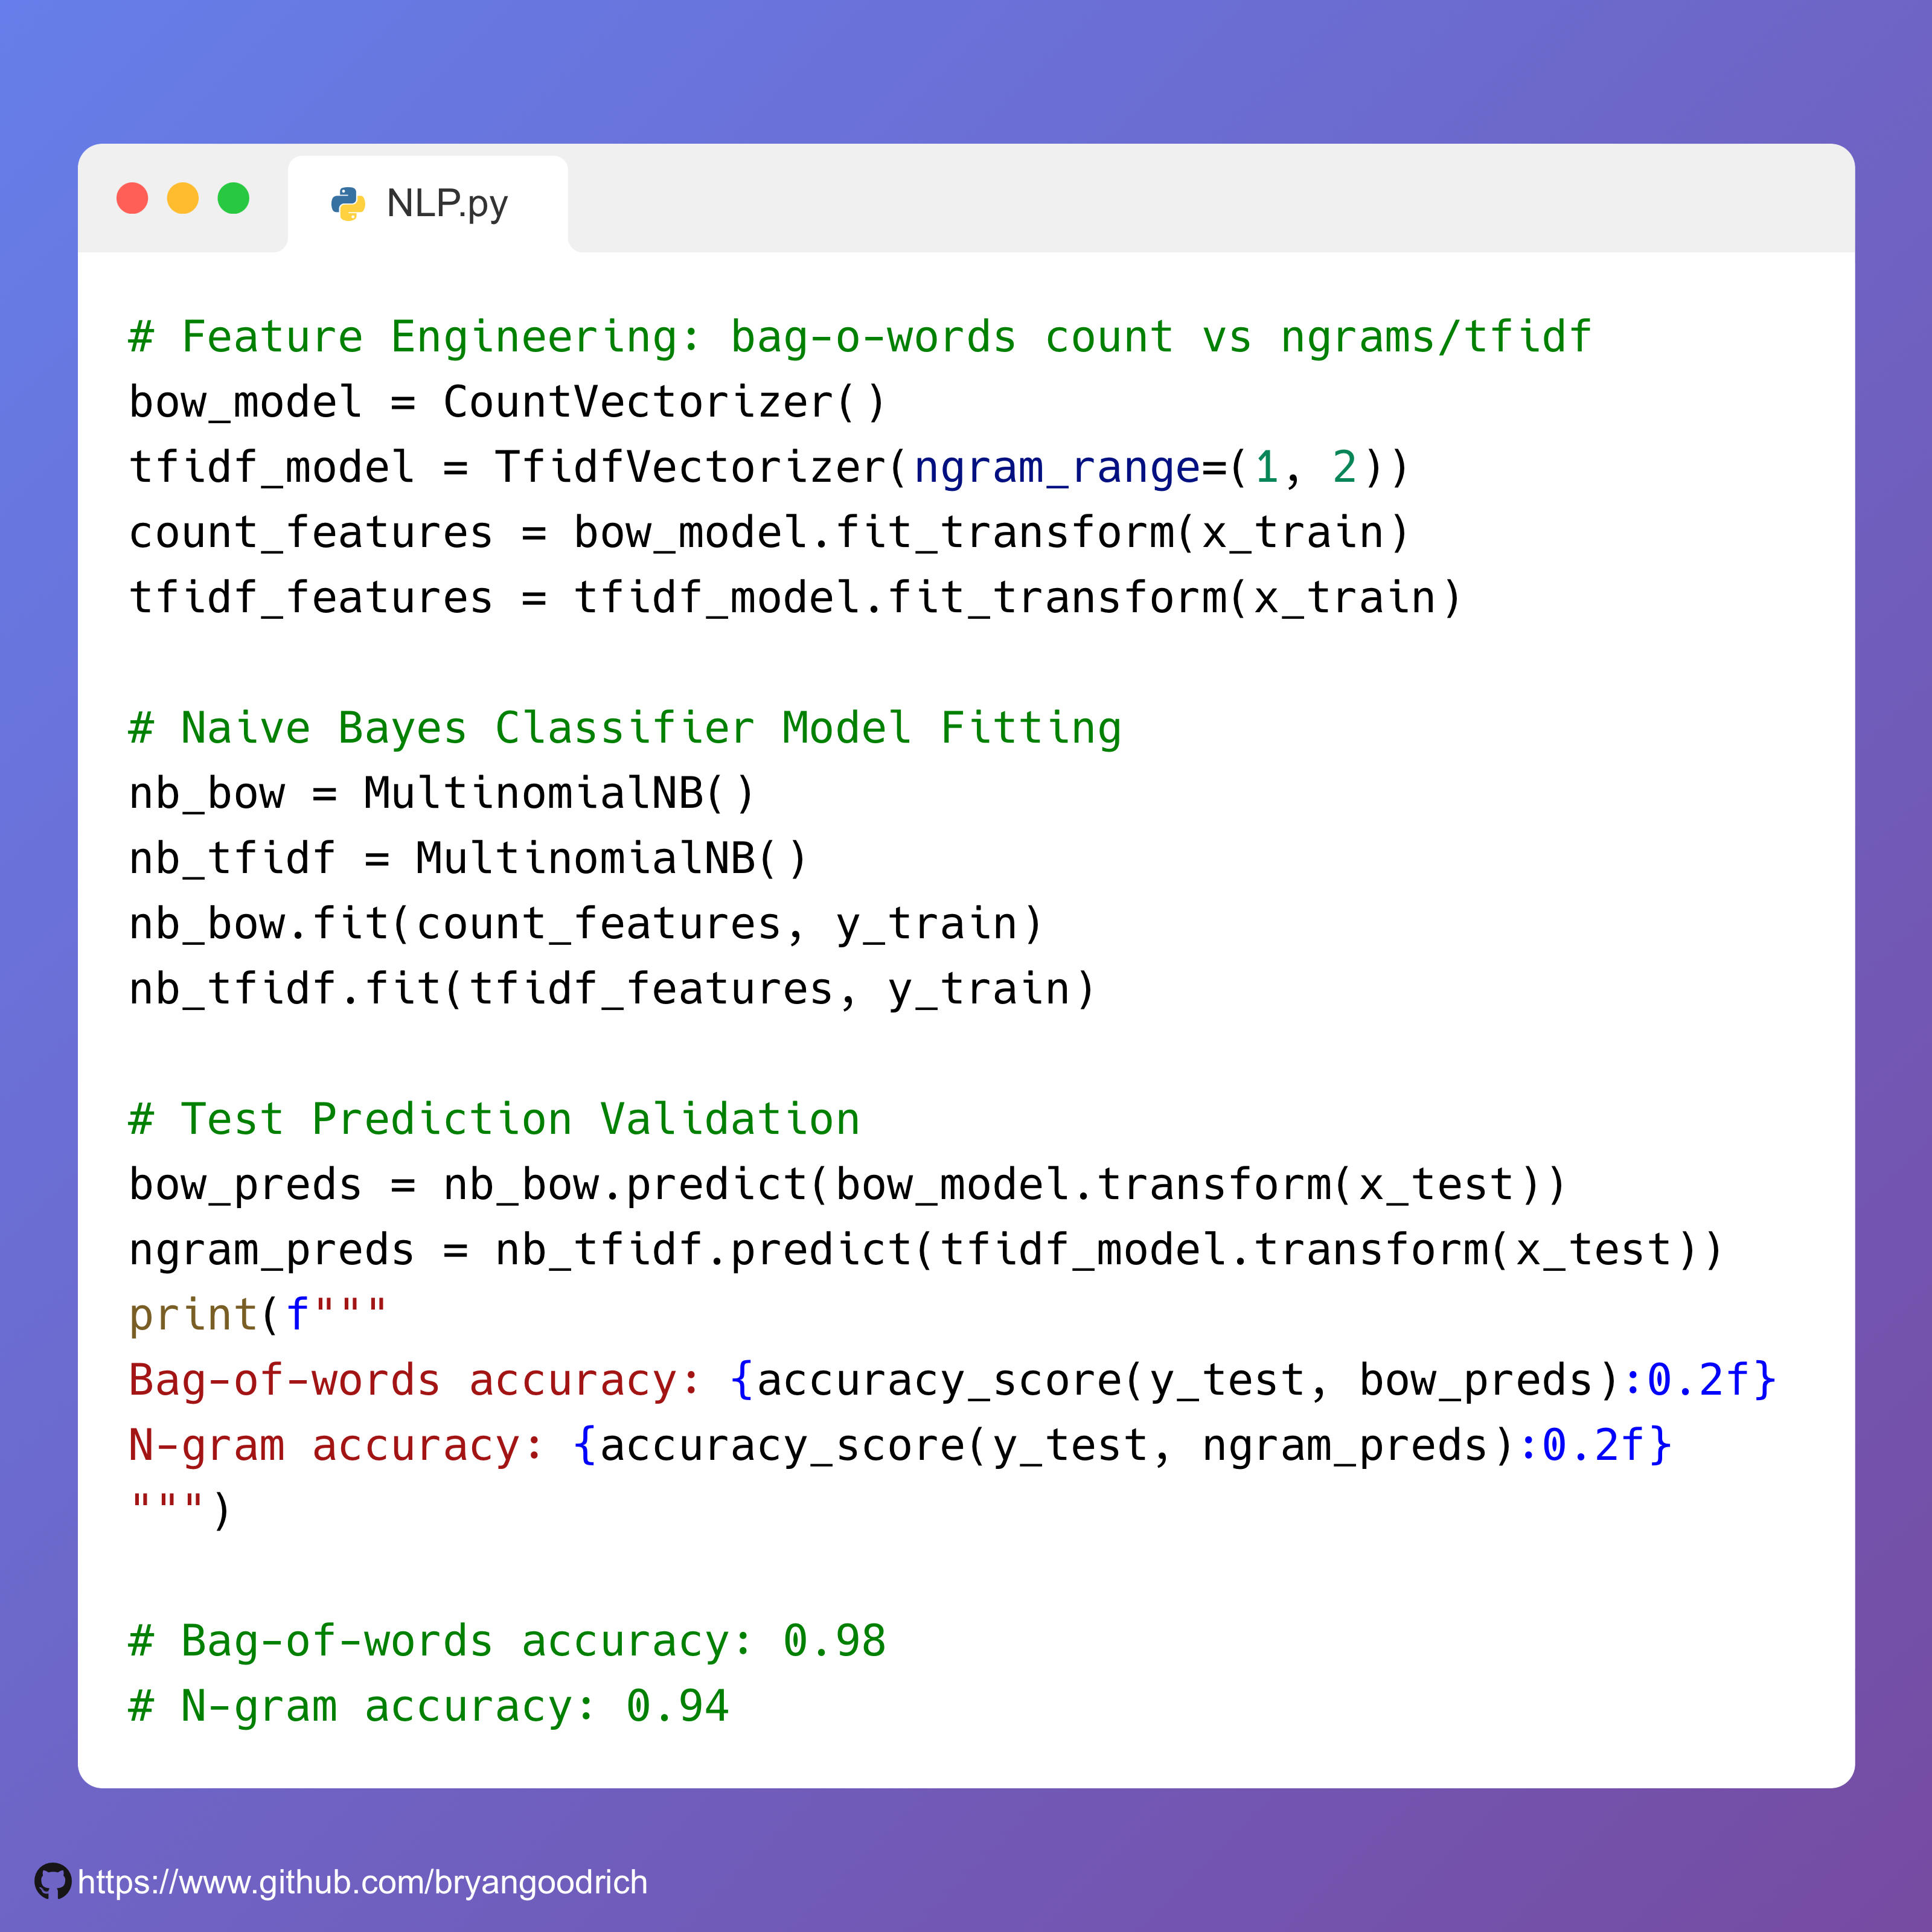 NLP.py
# Feature Engineering: bag-o-words count vs ngrams/tfidf
bow_model = CountVectorizer()
tfidf_model = TfidfVectorizer(ngram_range=(1, 2))
count_features = bow_model.fit_transform(x_train)
tfidf_features = tfidf_model.fit_transform(x_train)
# Naive Bayes Classifier Model Fitting
nb_bow = MultinomialNB()
nb_tfidf = MultinomialNB()
nb_bow.fit(count_features, y_train)
nb_tfidf.fit(tfidf_features, y_train)
# Test Prediction Validation
bow_preds = nb_bow.predict(bow_model.transform(x_test))
ngram_preds = nb_tfidf.predict(tfidf_model.transform(x_test))
print(f"""
Bag-of-words accuracy: {accuracy_score(y_test, bow_preds):0.2f}
N-gram accuracy: {accuracy_score(y_test, ngram_preds):0.2f}
""")
# Bag-of-words accuracy: 0.98
# N-gram accuracy: 0.94
https://www.github.com/bryangoodrich